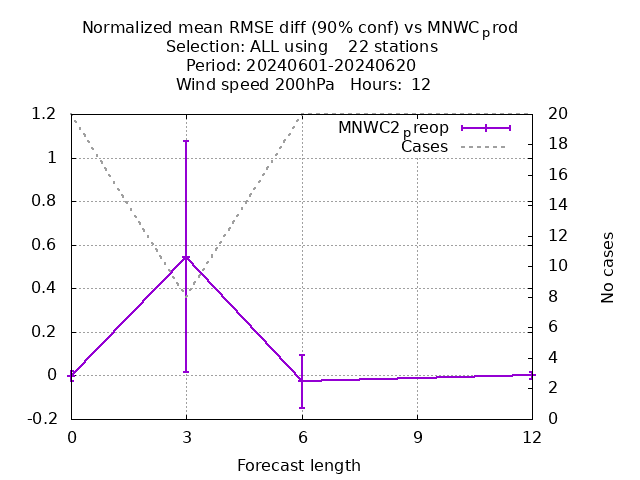 Normalized mean RMSE diff (90% conf) vs MNWCprod
Selection: ALL using 22 stations
Period: 20240601-20240620
Wind speed 200hPa Hours: 12
1.2
1
0.8
0.6
0.4
0.2
0
-0.2
MNWC2preop
Cases
20
18
16
14
12
10
8
6
4
2
0
No cases
0 3 6 9 12
Forecast length